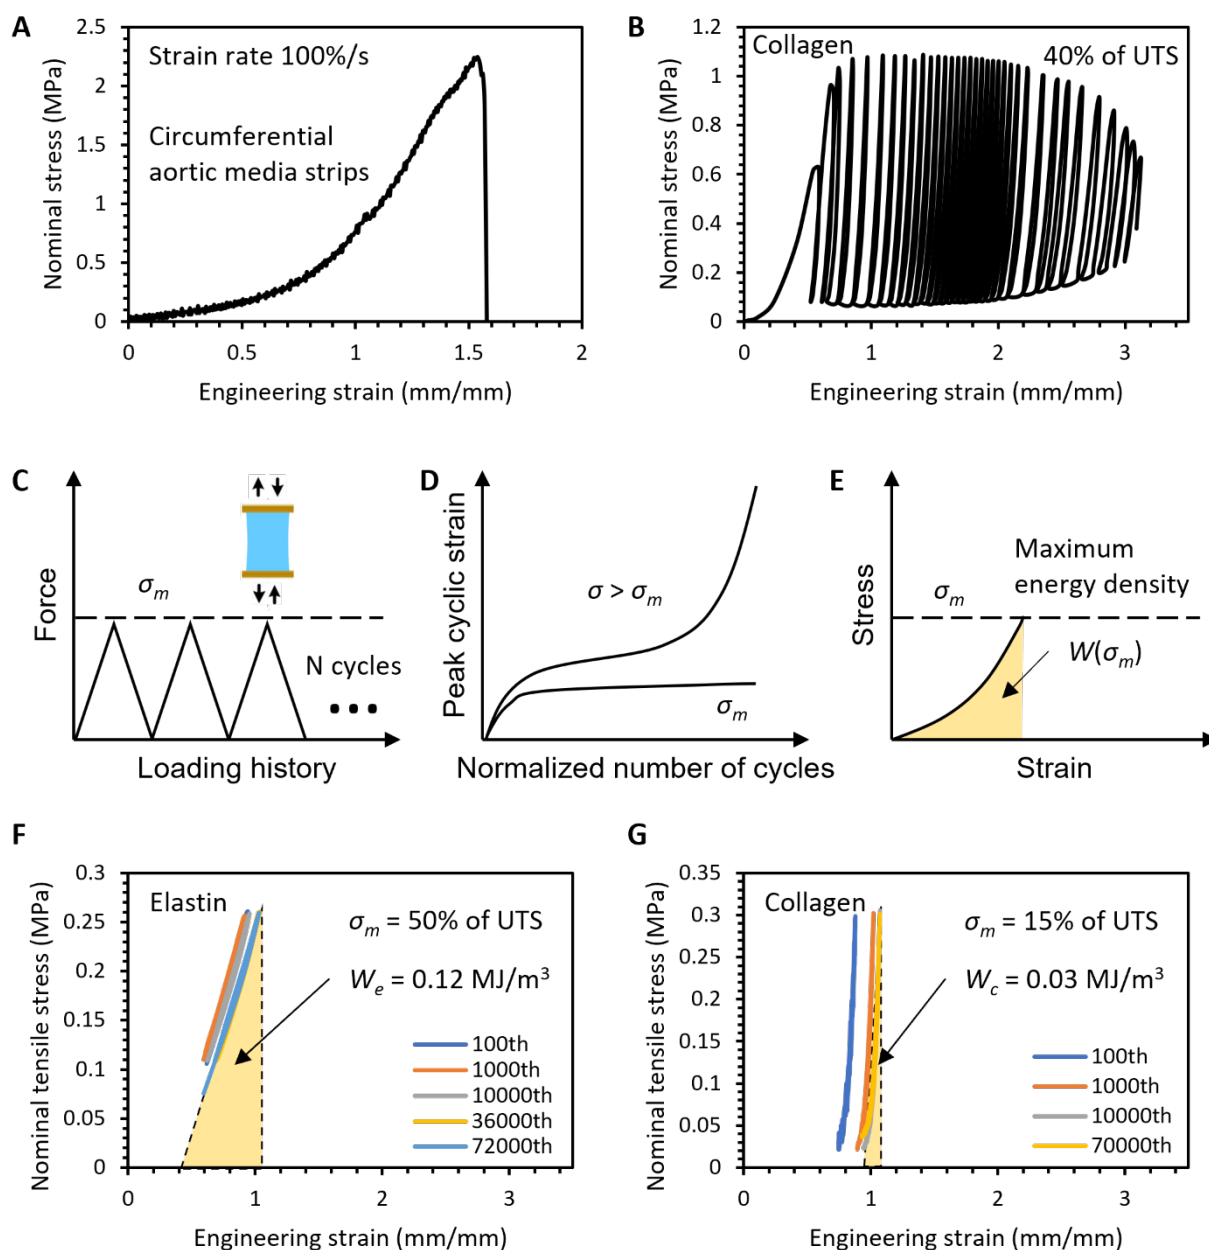 A
Nominal stress (MPa)
2.5
2
1.5
1
0.5
0
Strain rate 100%/s
Circumferential
aortic media strips
0
0.5
1
1.5
2
Engineering strain (mm/mm)
B
Nominal stress (MPa)
1.2
1
0.8
0.6
0.4
0.2
0
Collagen
40% of UTS
0
1
2
3
Engineering strain (mm/mm)
C
Force
σm
N cycles
Loading history
D
Peak cyclic strain
σ > σm
σm
Normalized number of cycles
E
Stress
σm
Maximum
energy density
W(σm)
Strain
F
Nominal tensile stress (MPa)
0.3
0.25
0.2
0.15
0.1
0.05
0
Elastin
σm = 50% of UTS
We = 0.12 MJ/m³
100th
1000th
10000th
36000th
72000th
0
1
2
3
Engineering strain (mm/mm)
G
Nominal tensile stress (MPa)
0.35
0.3
0.25
0.2
0.15
0.1
0.05
0
Collagen
σm = 15% of UTS
Wc = 0.03 MJ/m³
100th
1000th
10000th
70000th
0
1
2
3
Engineering strain (mm/mm)